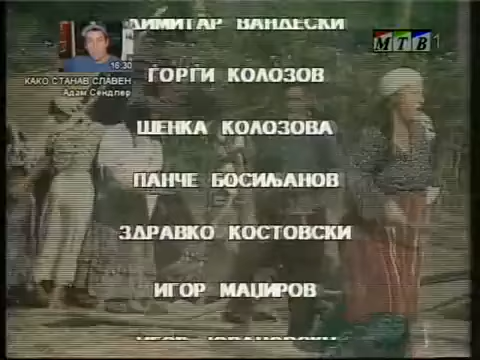 ДИМИТАР ВАНДЕСКИ
МТВ1
16:30
КАКО СТАНАВ СЛАВЕН
Адам Сендлер
ЃОРГИ КОЛОЗОВ
ШЕНКА КОЛОЗОВА
ПАНЧЕ БОСИЉАНОВ
ЗДРАВКО КОСТОВСКИ
ИГОР МАЏИРОВ